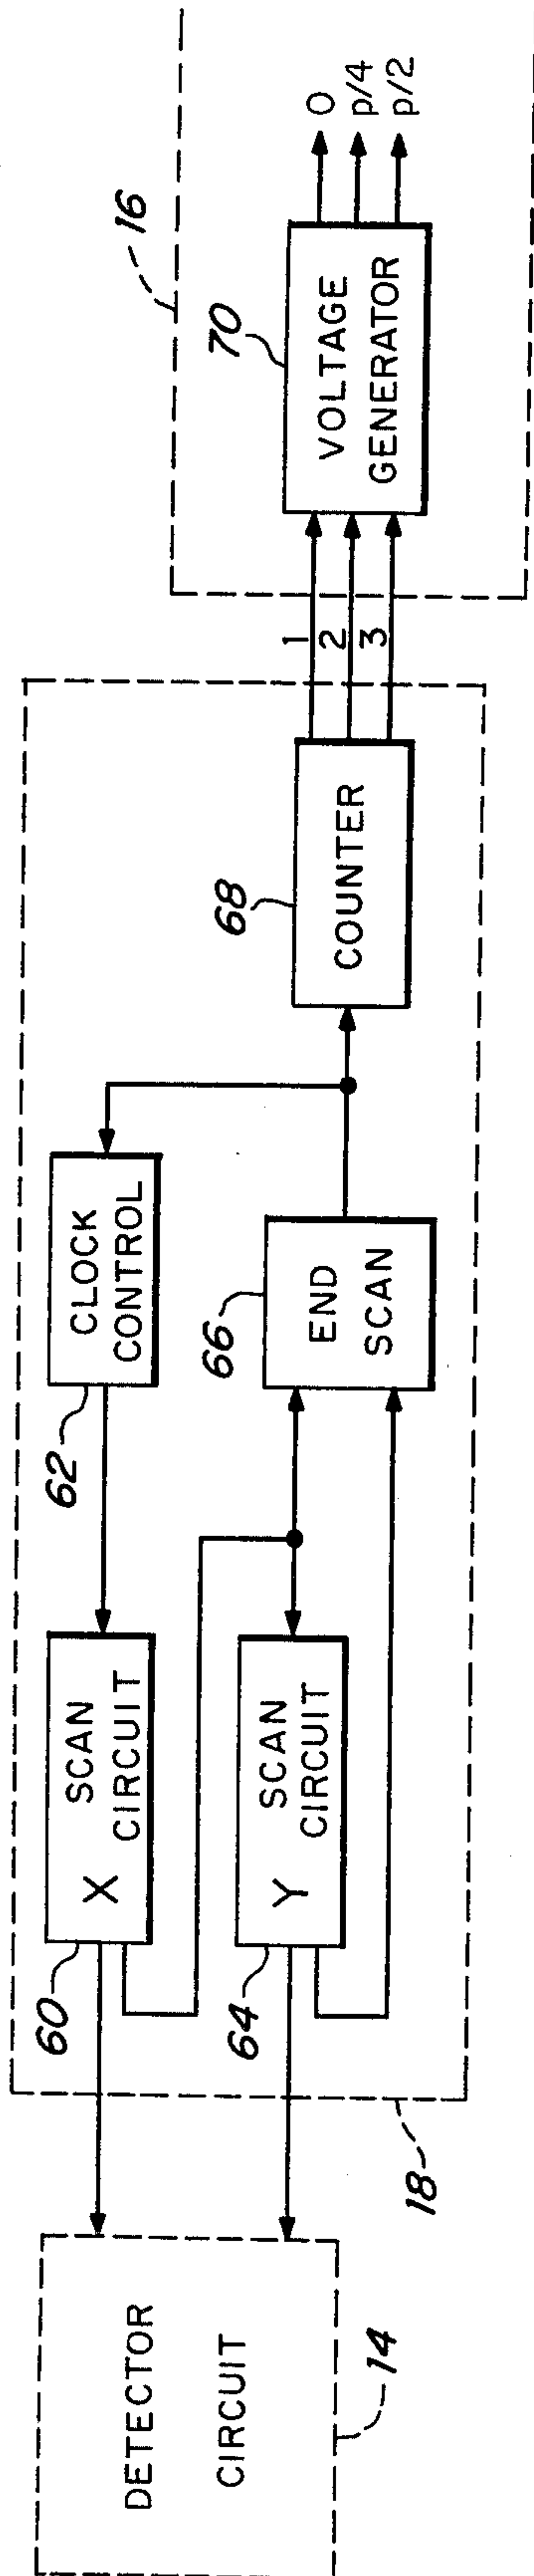 16
70
VOLTAGE
GENERATOR
0
p/4
p/2
1
2
3
68
COUNTER
62
CLOCK
CONTROL
66
END
SCAN
60
X
SCAN
CIRCUIT
64
Y
SCAN
CIRCUIT
18
DETECTOR
CIRCUIT
14